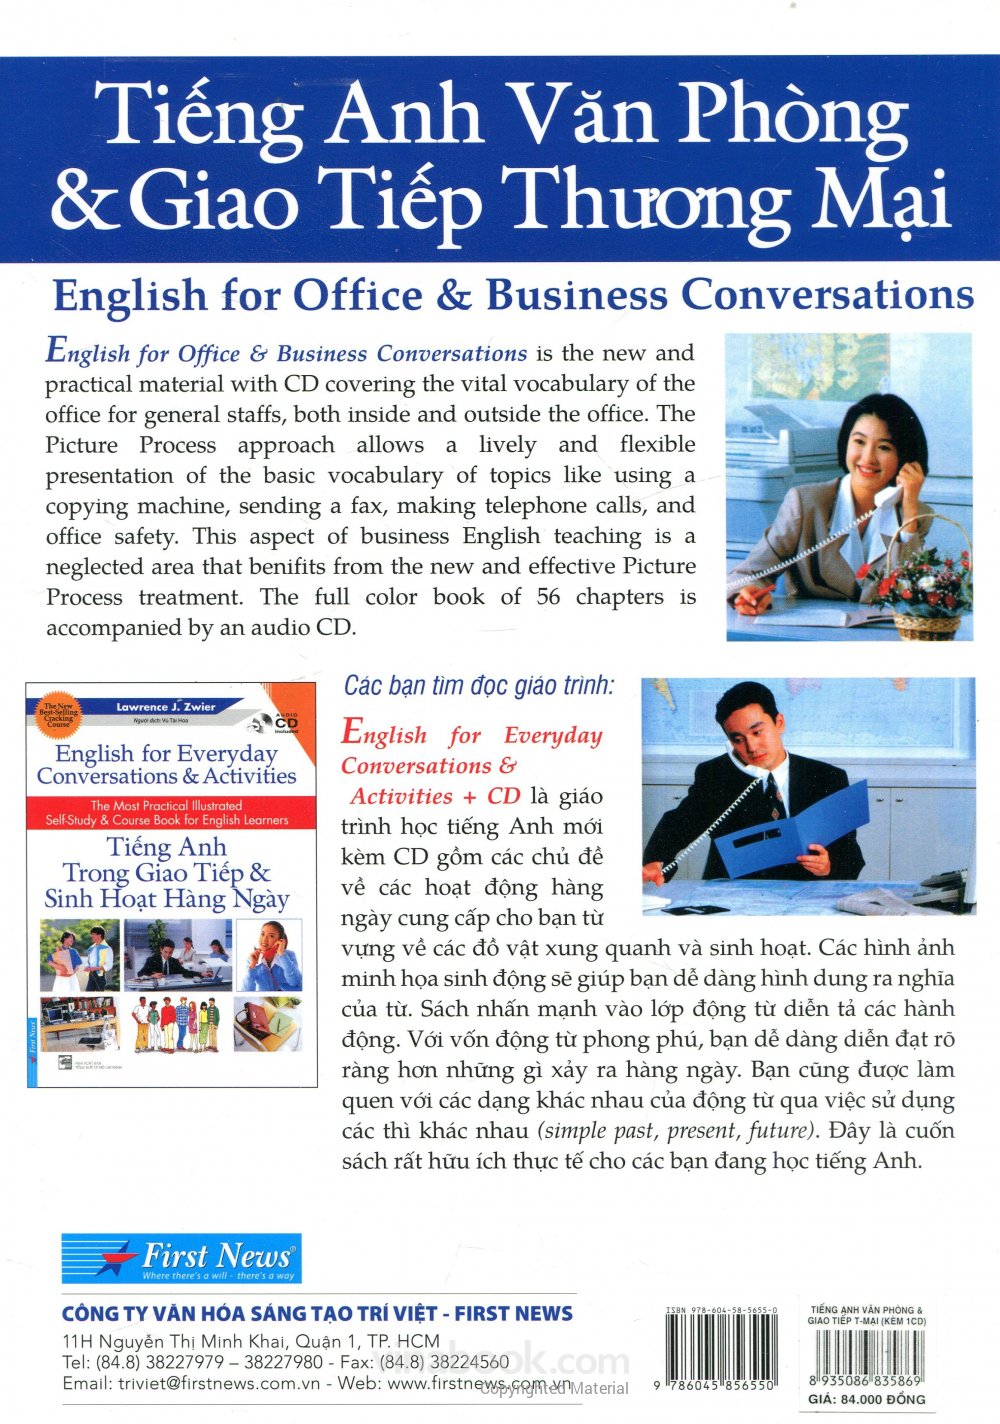 Tiếng Anh Văn Phòng
& Giao Tiếp Thương Mại
English for Office & Business Conversations
English for Office & Business Conversations is the new and
practical material with CD covering the vital vocabulary of the
office for general staffs, both inside and outside the office. The
Picture Process approach allows a lively and flexible
presentation of the basic vocabulary of topics like using a
copying machine, sending a fax, making telephone calls, and
office safety. This aspect of business English teaching is a
neglected area that benifits from the new and effective Picture
Process treatment. The full color book of 56 chapters is
accompanied by an audio CD.
The New
Best-Selling
Cracking
Course
Lawrence J. Zwier
Người dịch: Vũ Tài Hoa
AUDIO
CD
Included
English for Everyday
Conversations & Activities
The Most Practical Illustrated
Self-Study & Course Book for English Learners
Tiếng Anh
Trong Giao Tiếp &
Sinh Hoạt Hàng Ngày
First News
Các bạn tìm đọc giáo trình:
English for Everyday
Conversations &
Activities + CD là giáo
trình học tiếng Anh mới
kèm CD gồm các chủ đề
về các hoạt động hàng
ngày cung cấp cho bạn từ
vựng về các đồ vật xung quanh và sinh hoạt. Các hình ảnh
minh họa sinh động sẽ giúp bạn dễ dàng hình dung ra nghĩa
của từ. Sách nhấn mạnh vào lớp động từ diễn tả các hành
động. Với vốn động từ phong phú, bạn dễ dàng diễn đạt rõ
ràng hơn những gì xảy ra hàng ngày. Bạn cũng được làm
quen với các dạng khác nhau của động từ qua việc sử dụng
các thì khác nhau (simple past, present, future). Đây là cuốn
sách rất hữu ích thực tế cho các bạn đang học tiếng Anh.
First News®
Where there's a will - there's a way
CÔNG TY VĂN HÓA SÁNG TẠO TRÍ VIỆT - FIRST NEWS
11H Nguyễn Thị Minh Khai, Quận 1, TP. HCM
Tel: (84.8) 38227979 – 38227980 - Fax: (84.8) 38224560
Email: triviet@firstnews.com.vn - Web: www.firstnews.com.vn
vinabook.com
Copyrighted Material
ISBN 978-604-58-5655-0
9 786045 856550
TIẾNG ANH VĂN PHÒNG &
GIAO TIẾP T-MẠI (KÈM 1CD)
8 935086 835869
GIÁ: 84.000 ĐỒNG